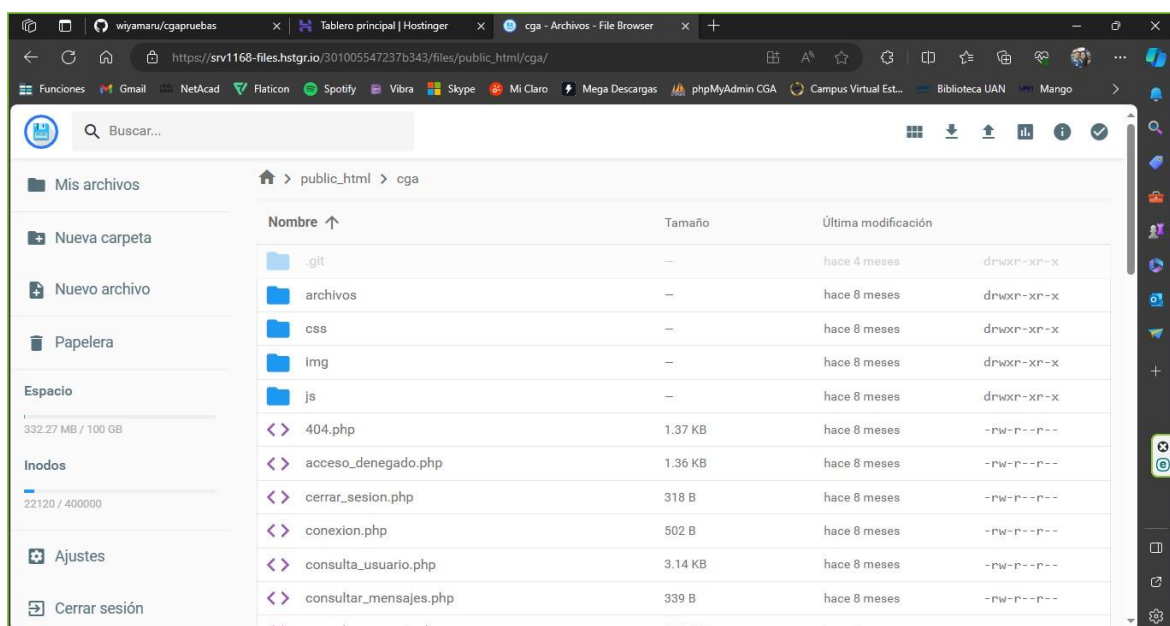 wiyamaru/cgapruebas
Tablero principal | Hostinger
cga - Archivos - File Browser
https://srv1168-files.hstgr.io/301005547237b343/files/public_html/cga/
Funciones Gmail NetAcad Flaticon Spotify Vibra Skype Mi Claro Mega Descargas phpMyAdmin CGA Campus Virtual Est... Biblioteca UAN Mango
Buscar...
Mis archivos
Nueva carpeta
Nuevo archivo
Papelera
Espacio
332.27 MB / 100 GB
Inodos
22120 / 400000
Ajustes
Cerrar sesión
> public_html > cga
Nombre Tamaño Última modificación
.git — hace 4 meses drwxr-xr-x
archivos — hace 8 meses drwxr-xr-x
css — hace 8 meses drwxr-xr-x
img — hace 8 meses drwxr-xr-x
js — hace 8 meses drwxr-xr-x
404.php 1.37 KB hace 8 meses -rw-r--r--
acceso_denegado.php 1.36 KB hace 8 meses -rw-r--r--
cerrar_sesion.php 318 B hace 8 meses -rw-r--r--
conexion.php 502 B hace 8 meses -rw-r--r--
consulta_usuario.php 3.14 KB hace 8 meses -rw-r--r--
consultar_mensajes.php 339 B hace 8 meses -rw-r--r--